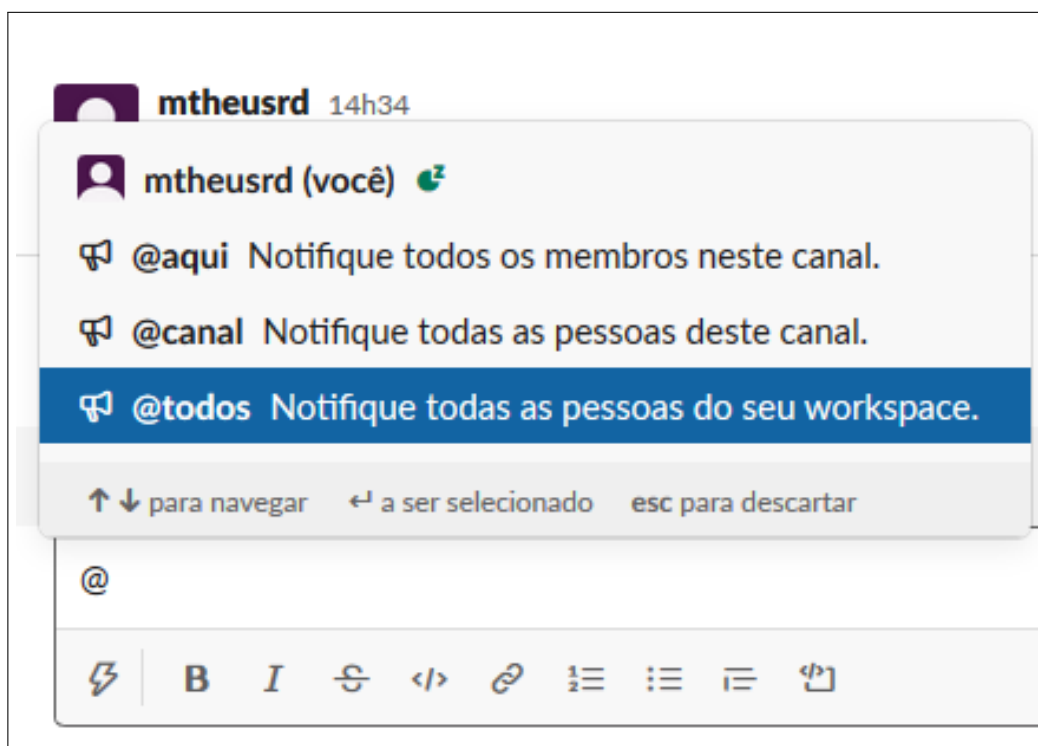 mtheusrd 14h34
mtheusrd (você)
@aqui Notifique todos os membros neste canal.
@canal Notifique todas as pessoas deste canal.
@todos Notifique todas as pessoas do seu workspace.
↑ ↓ para navegar ↵ a ser selecionado esc para descartar
@